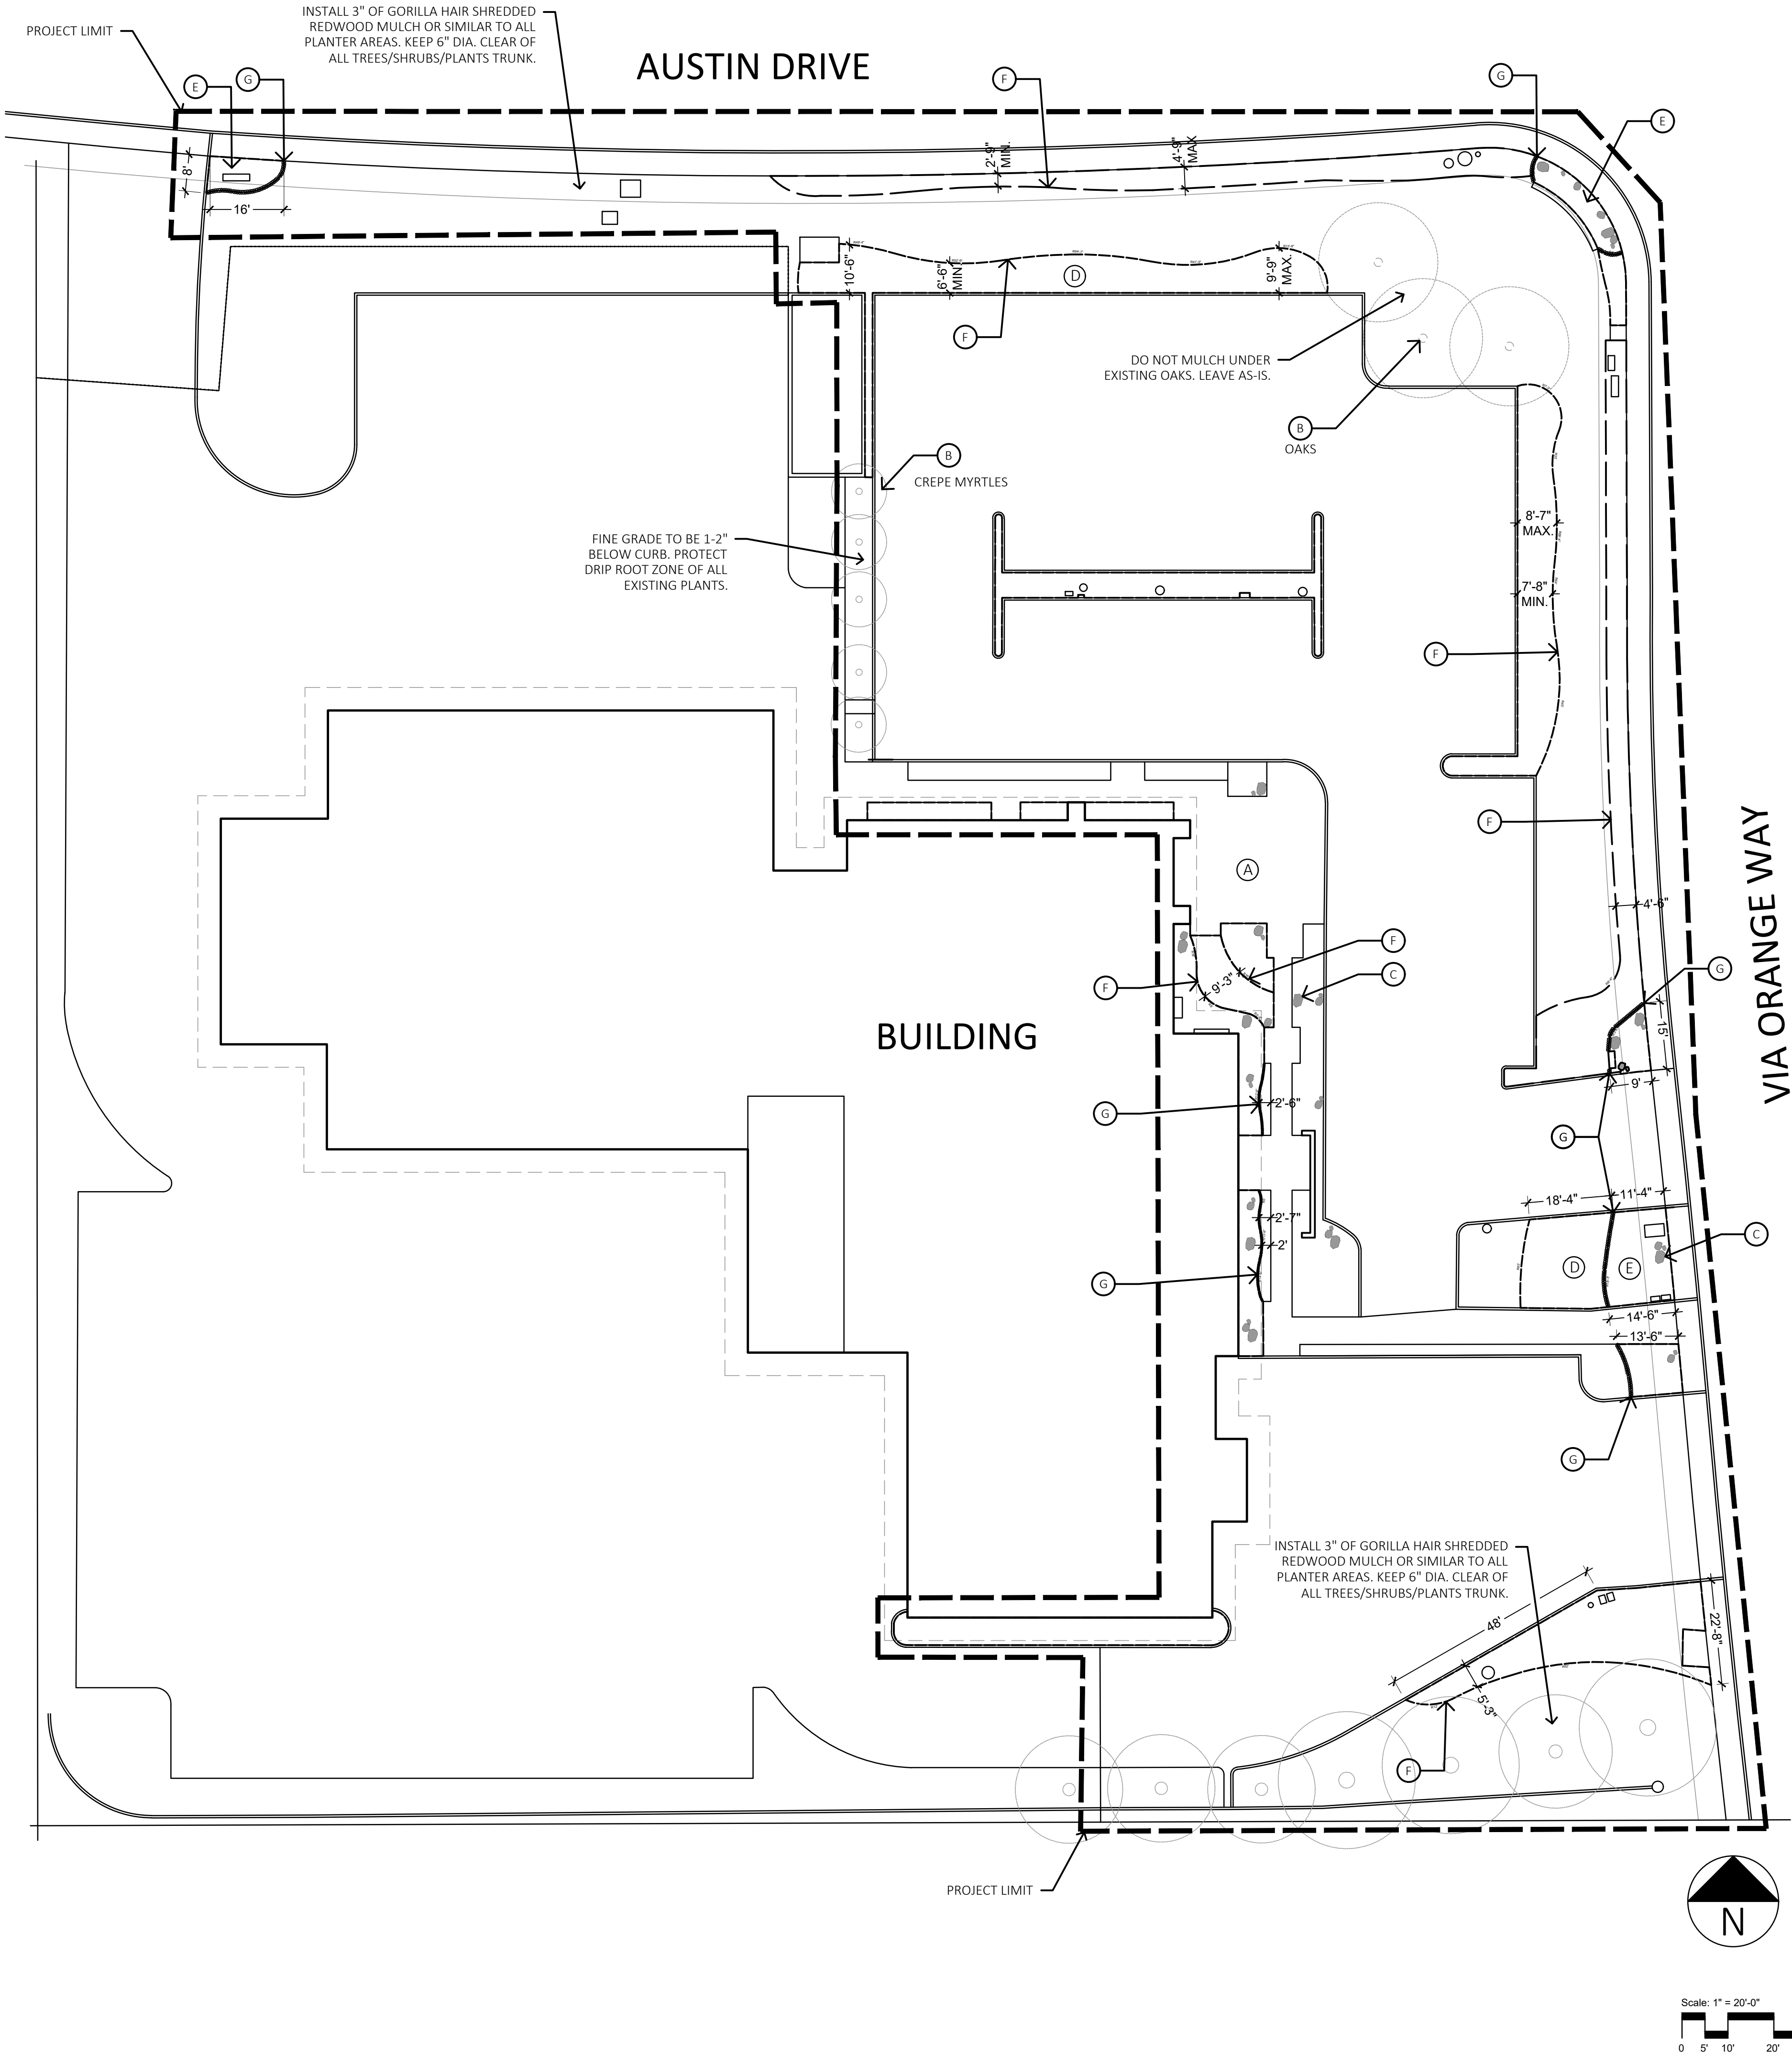 INSTALL 3" OF GORILLA HAIR SHREDDED
REDWOOD MULCH OR SIMILAR TO ALL
PLANTER AREAS. KEEP 6" DIA. CLEAR OF
ALL TREES/SHRUBS/PLANTS TRUNK.
PROJECT LIMIT
AUSTIN DRIVE
E
G
F
G
E
8'
16'
2'-9"
MIN.
4'-9"
MAX
10'-6"
6'-6"
MIN.
D
9'-9"
MAX.
F
DO NOT MULCH UNDER
EXISTING OAKS. LEAVE AS-IS.
B
OAKS
B
CREPE MYRTLES
FINE GRADE TO BE 1-2"
BELOW CURB. PROTECT
DRIP ROOT ZONE OF ALL
EXISTING PLANTS.
8'-7"
MAX.
7'-8"
MIN.
F
F
VIA ORANGE WAY
A
4'-6"
F
C
F
9'-3"
G
BUILDING
15'
9'
G
2'-6"
G
18'-4"
11'-4"
2'-7"
2'
C
D
E
G
14'-6"
13'-6"
G
INSTALL 3" OF GORILLA HAIR SHREDDED
REDWOOD MULCH OR SIMILAR TO ALL
PLANTER AREAS. KEEP 6" DIA. CLEAR OF
ALL TREES/SHRUBS/PLANTS TRUNK.
48'
22'-8"
5'-3"
F
PROJECT LIMIT
N
Scale: 1" = 20'-0"
0 5' 10' 20'